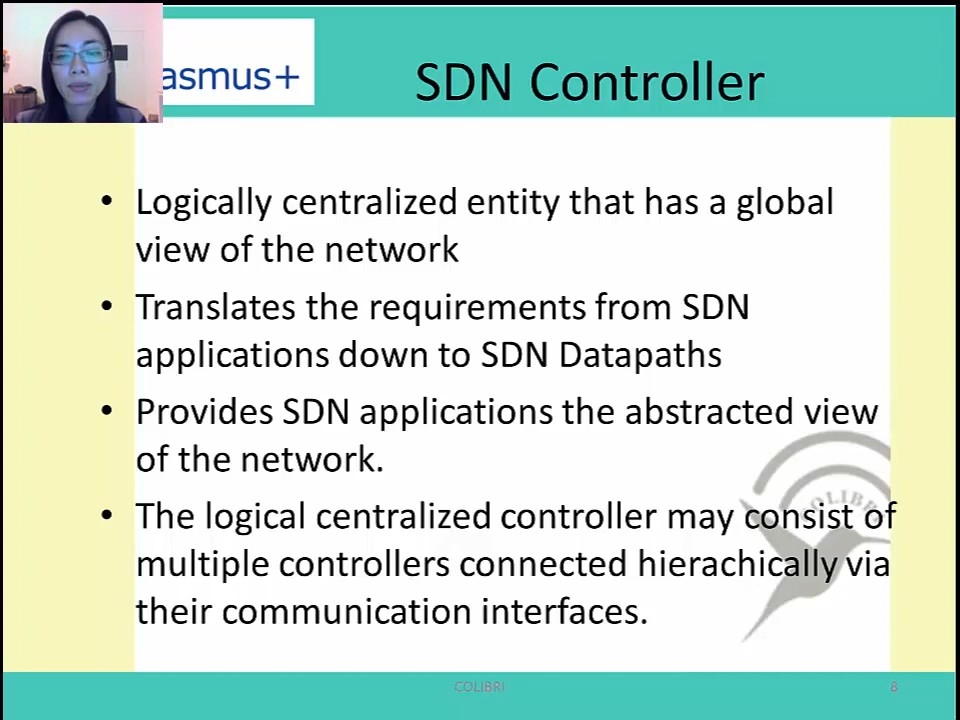 asmus+
SDN Controller
• Logically centralized entity that has a global
view of the network
• Translates the requirements from SDN
applications down to SDN Datapaths
• Provides SDN applications the abstracted view
of the network.
COLIBRI
• The logical centralized controller may consist of
multiple controllers connected hierachically via
their communication interfaces.
COLIBRI
8